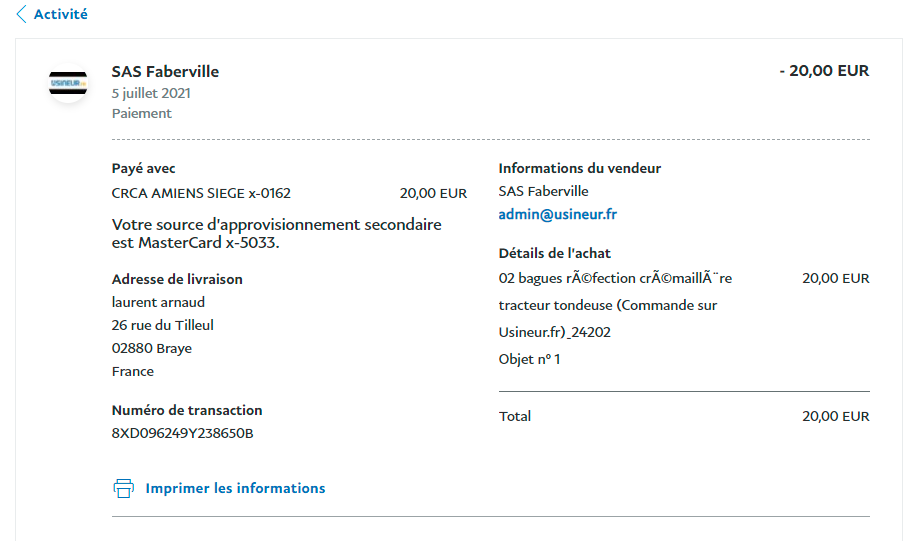 Activité
SAS Faberville
- 20,00 EUR
5 juillet 2021
Paiement
USINEUR
Payé avec
CRCA AMIENS SIEGE x-0162 20,00 EUR
Votre source d'approvisionnement secondaire
est MasterCard x-5033.
Adresse de livraison
laurent arnaud
26 rue du Tilleul
02880 Braye
France
Numéro de transaction
8XD096249Y238650B
Imprimer les informations
Informations du vendeur
SAS Faberville
admin@usineur.fr
Détails de l'achat
02 bagues rÃ©fection crÃ©maillÃ¨re 20,00 EUR
tracteur tondeuse (Commande sur
Usineur.fr)_24202
Objet nº 1
Total 20,00 EUR